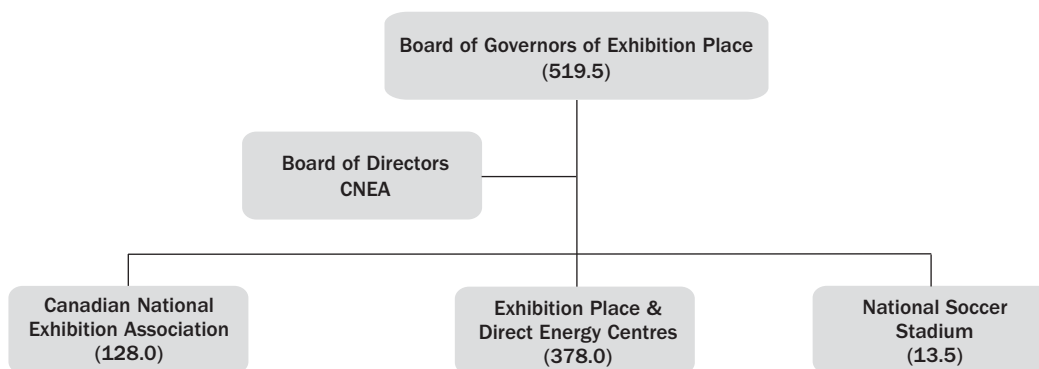 Board of Governors of Exhibition Place
(519.5)
Board of Directors
CNEA
Canadian National
Exhibition Association
(128.0)
Exhibition Place &
Direct Energy Centres
(378.0)
National Soccer
Stadium
(13.5)